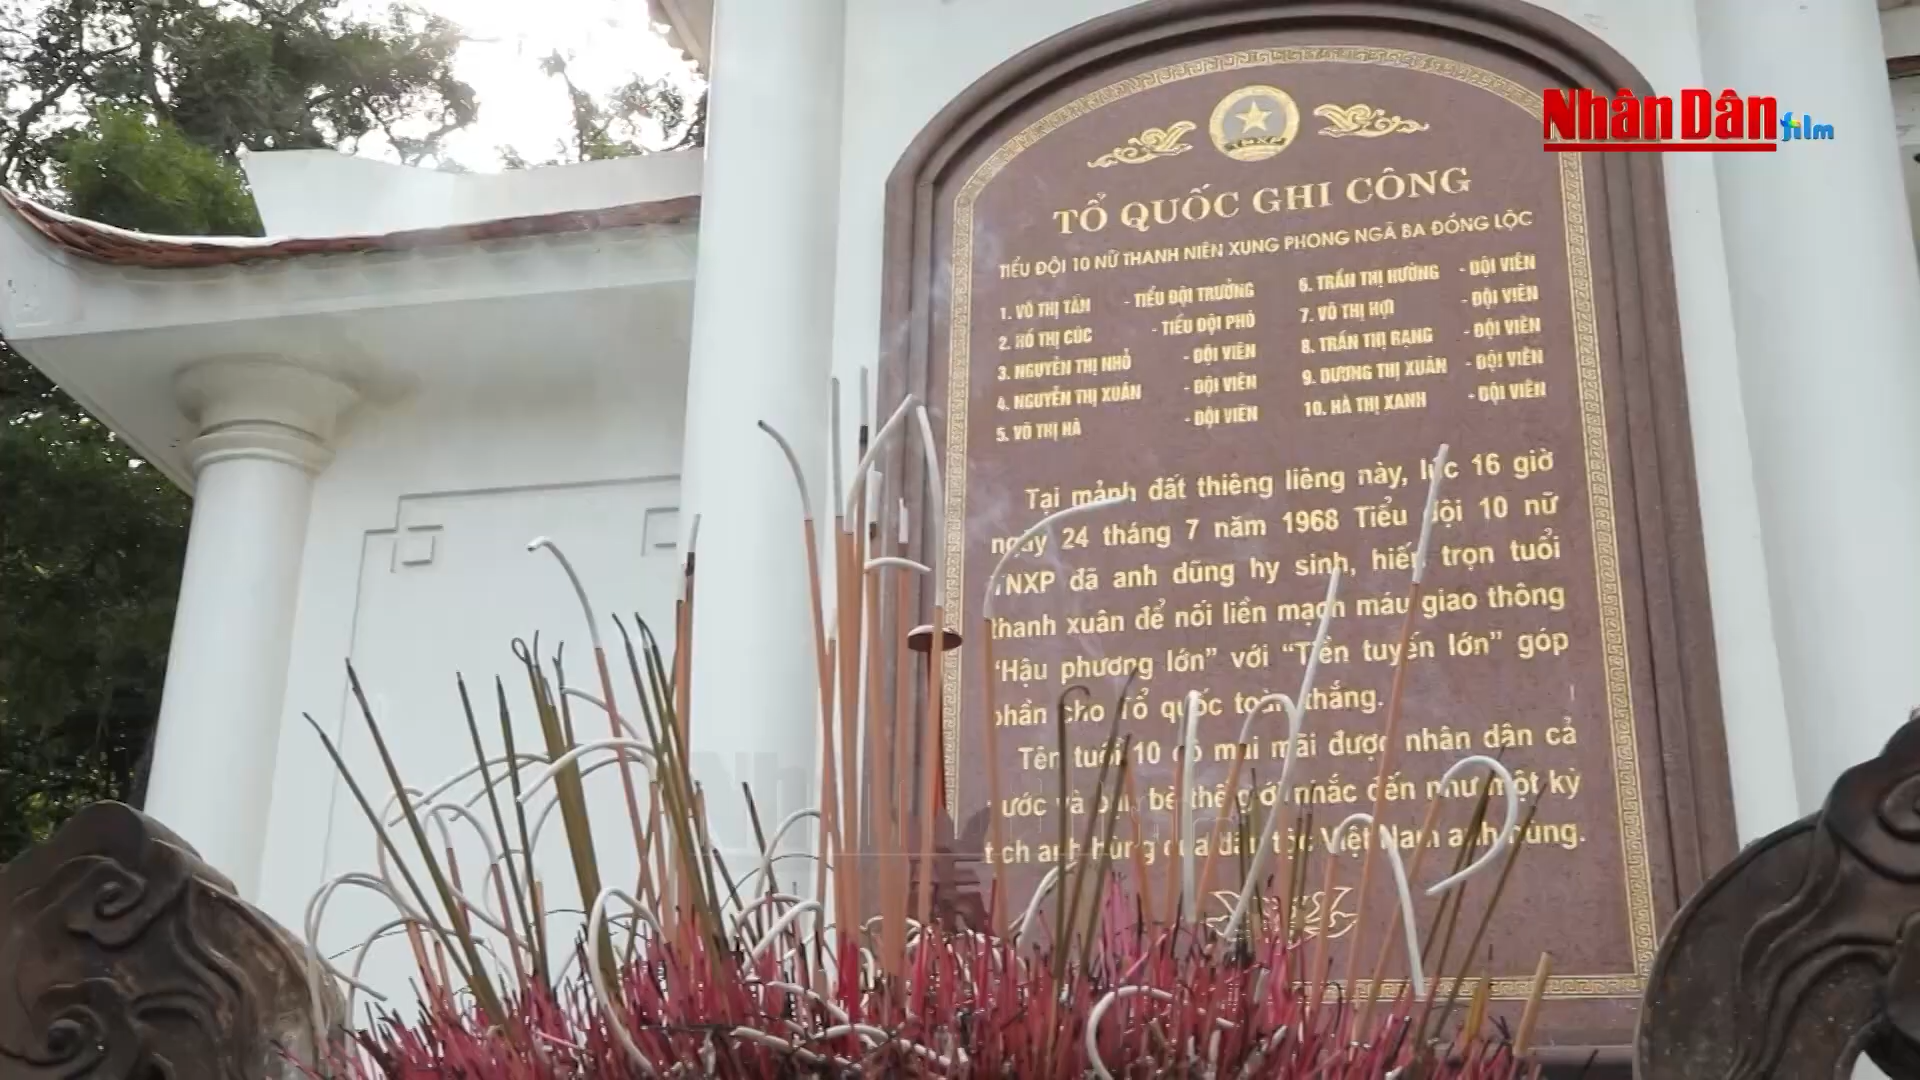 Nhân Dân film
TỔ QUỐC GHI CÔNG
TIỂU ĐỘI 10 NỮ THANH NIÊN XUNG PHONG NGÃ BA ĐỒNG LỘC
1. VÕ THỊ TẦN - TIỂU ĐỘI TRƯỞNG
2. HỒ THỊ CÚC - TIỂU ĐỘI PHÓ
3. NGUYỄN THỊ NHỎ - ĐỘI VIÊN
4. NGUYỄN THỊ XUÂN - ĐỘI VIÊN
5. VÕ THỊ HÀ - ĐỘI VIÊN
6. TRẦN THỊ HƯỜNG - ĐỘI VIÊN
7. VÕ THỊ HỢI - ĐỘI VIÊN
8. TRẦN THỊ RẠNG - ĐỘI VIÊN
9. DƯƠNG THỊ XUÂN - ĐỘI VIÊN
10. HÀ THỊ XANH - ĐỘI VIÊN
Tại mảnh đất thiêng liêng này, lúc 16 giờ
ngày 24 tháng 7 năm 1968 Tiểu đội 10 nữ
TNXP đã anh dũng hy sinh, hiến trọn tuổi
thanh xuân để nối liền mạch máu giao thông
"Hậu phương lớn" với "Tiền tuyến lớn" góp
phần cho Tổ quốc toàn thắng.
Tên tuổi 10 cô mãi mãi được nhân dân cả
nước và bạn bè thế giới nhắc đến như một kỳ
tích anh hùng của dân tộc Việt Nam anh hùng.